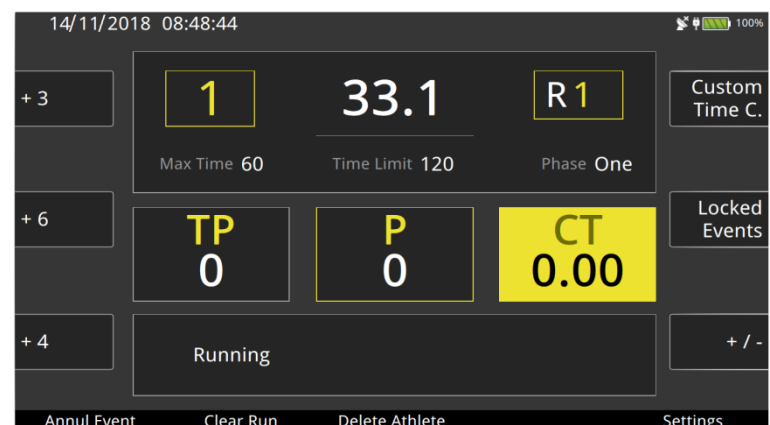 14/11/2018 08:48:44 100%
+ 3
1 33.1 R 1
Max Time 60 Time Limit 120 Phase One
Custom
Time C.
+ 6
TP P CT
0 0 0.00
Locked
Events
+ 4
Running
+ / -
Annul Event Clear Run Delete Athlete Settings